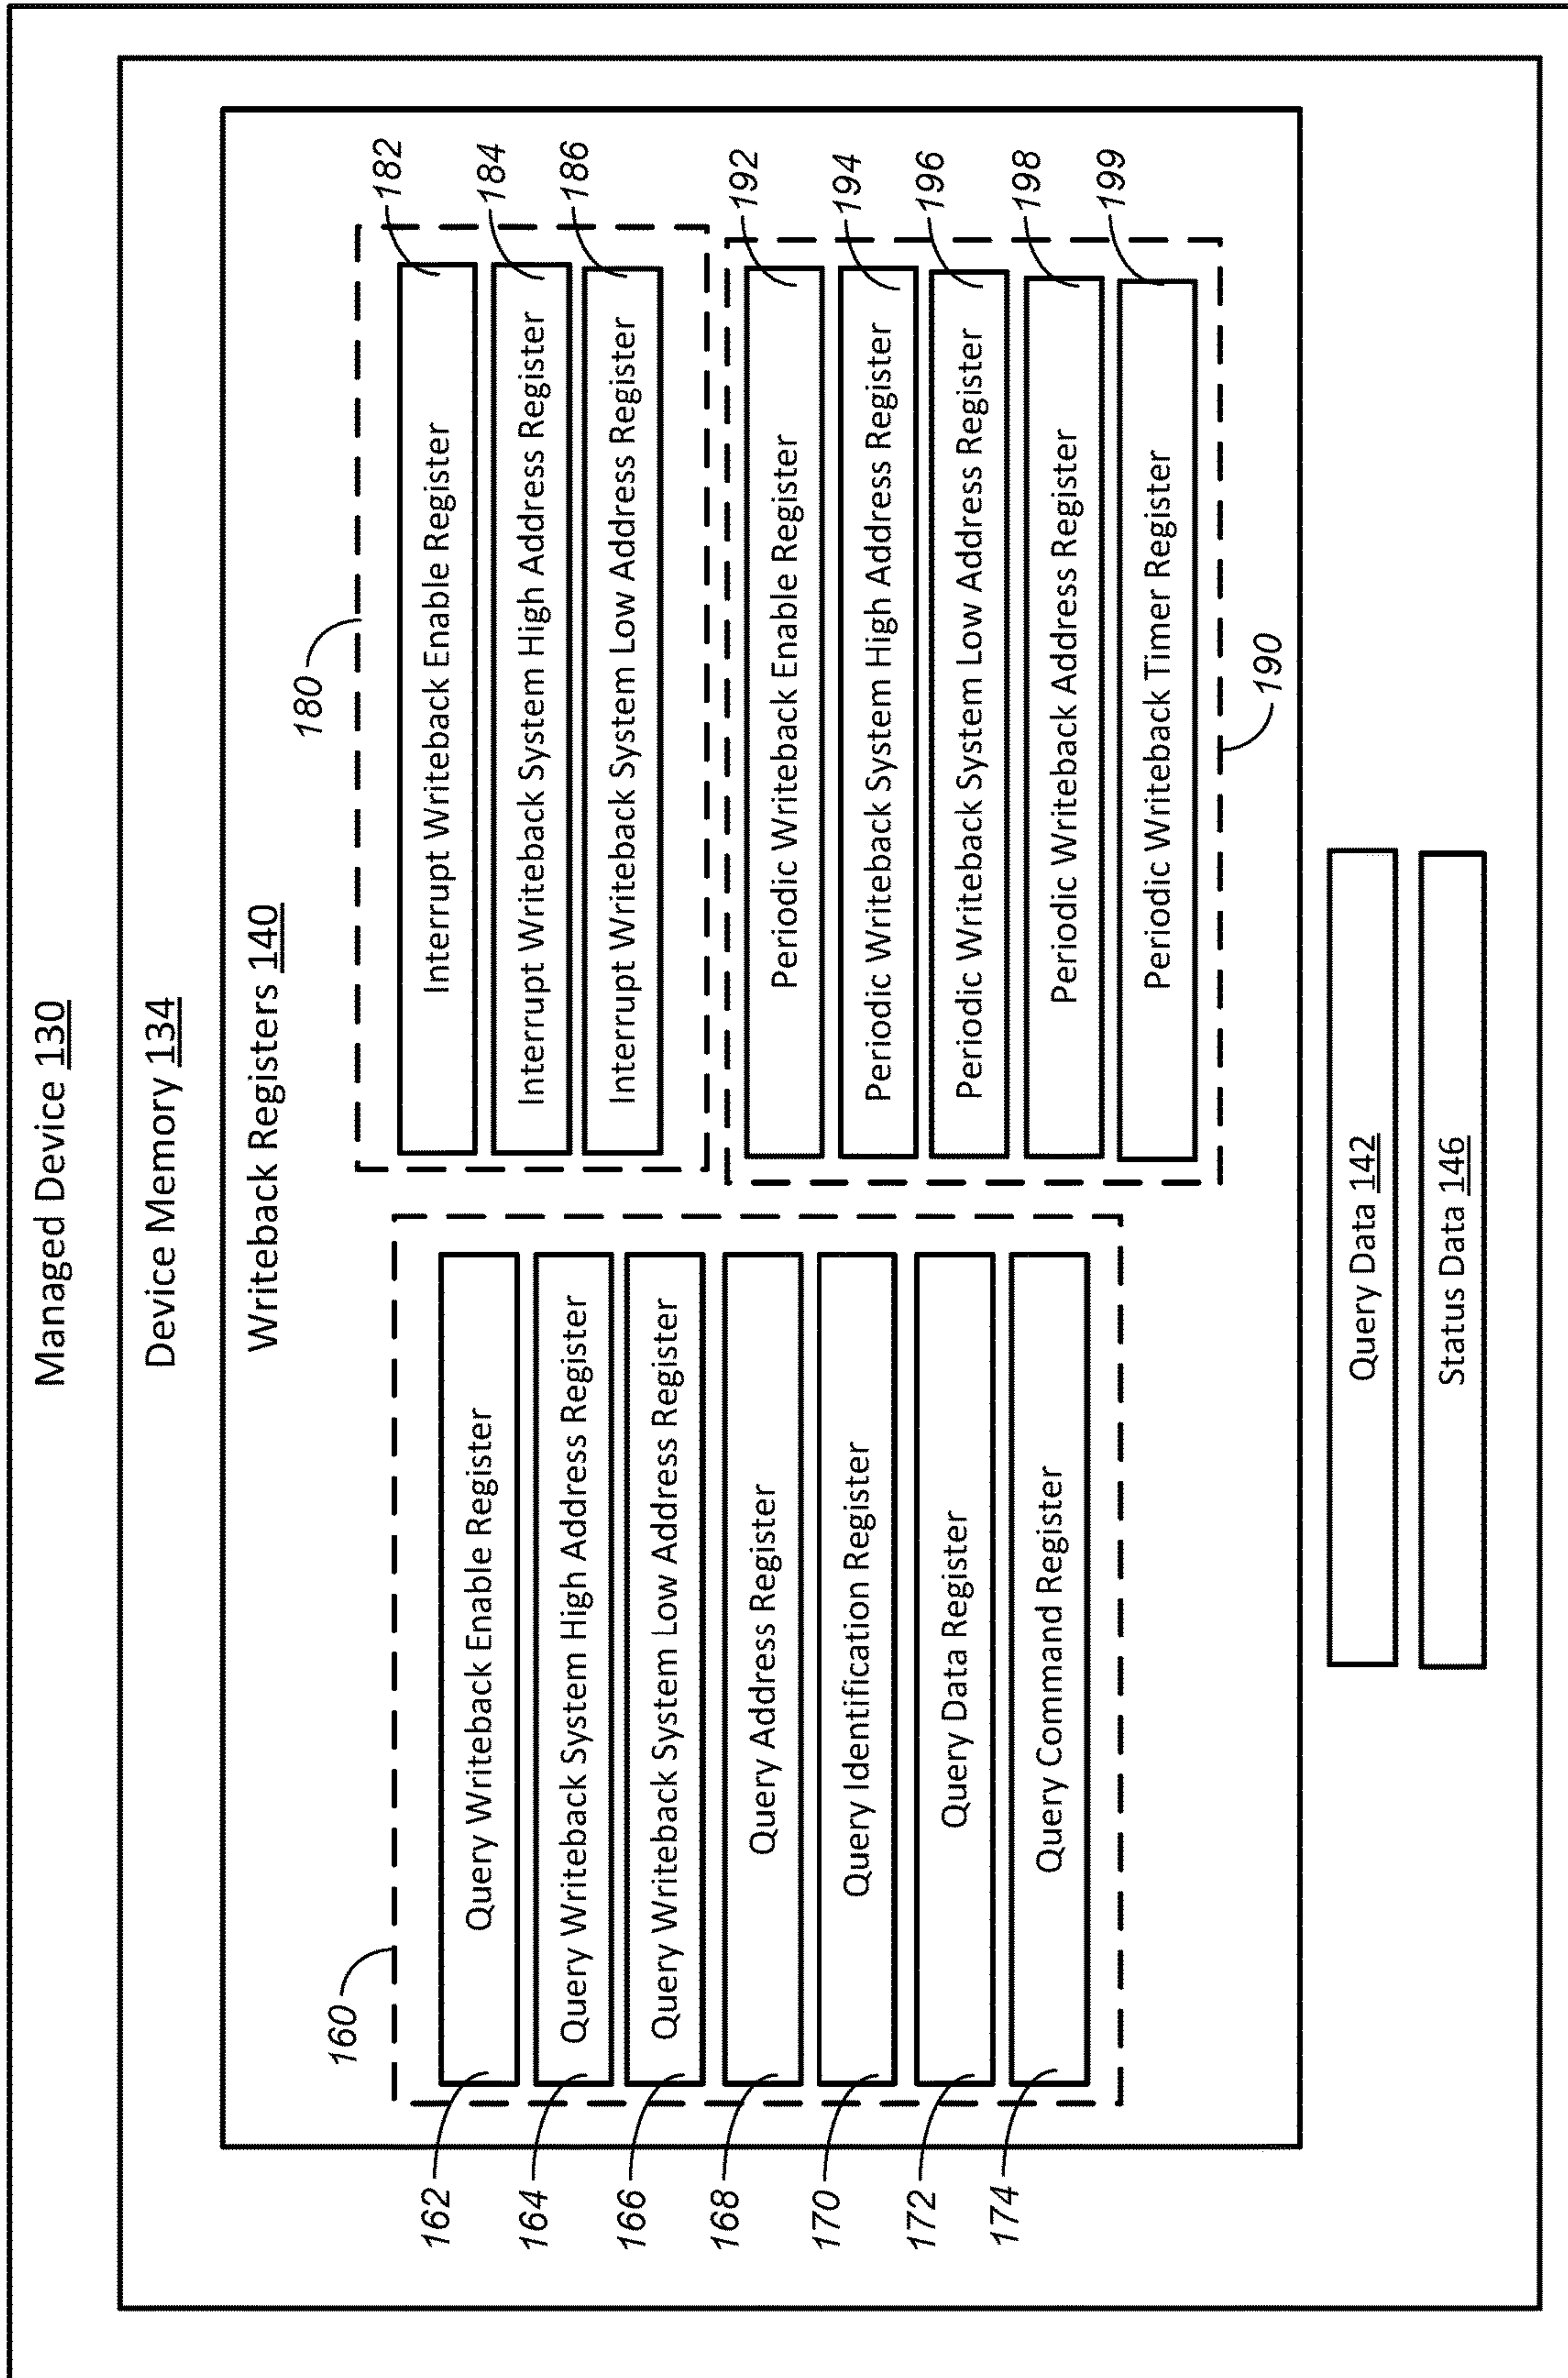 Managed Device 130
Device Memory 134
Writeback Registers 140
160
162
Query Writeback Enable Register
164
Query Writeback System High Address Register
166
Query Writeback System Low Address Register
168
Query Address Register
170
Query Identification Register
172
Query Data Register
174
Query Command Register
180
Interrupt Writeback Enable Register
182
Interrupt Writeback System High Address Register
184
Interrupt Writeback System Low Address Register
186
Periodic Writeback Enable Register
192
Periodic Writeback System High Address Register
194
Periodic Writeback System Low Address Register
196
Periodic Writeback Address Register
198
Periodic Writeback Timer Register
199
190
Query Data 142
Status Data 146